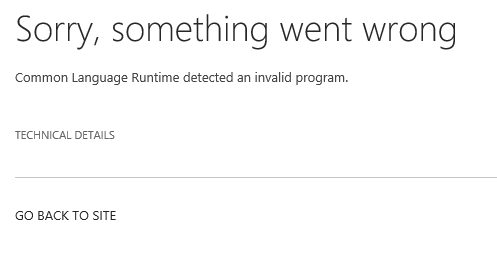 Sorry, something went wrong
Common Language Runtime detected an invalid program.
TECHNICAL DETAILS
GO BACK TO SITE